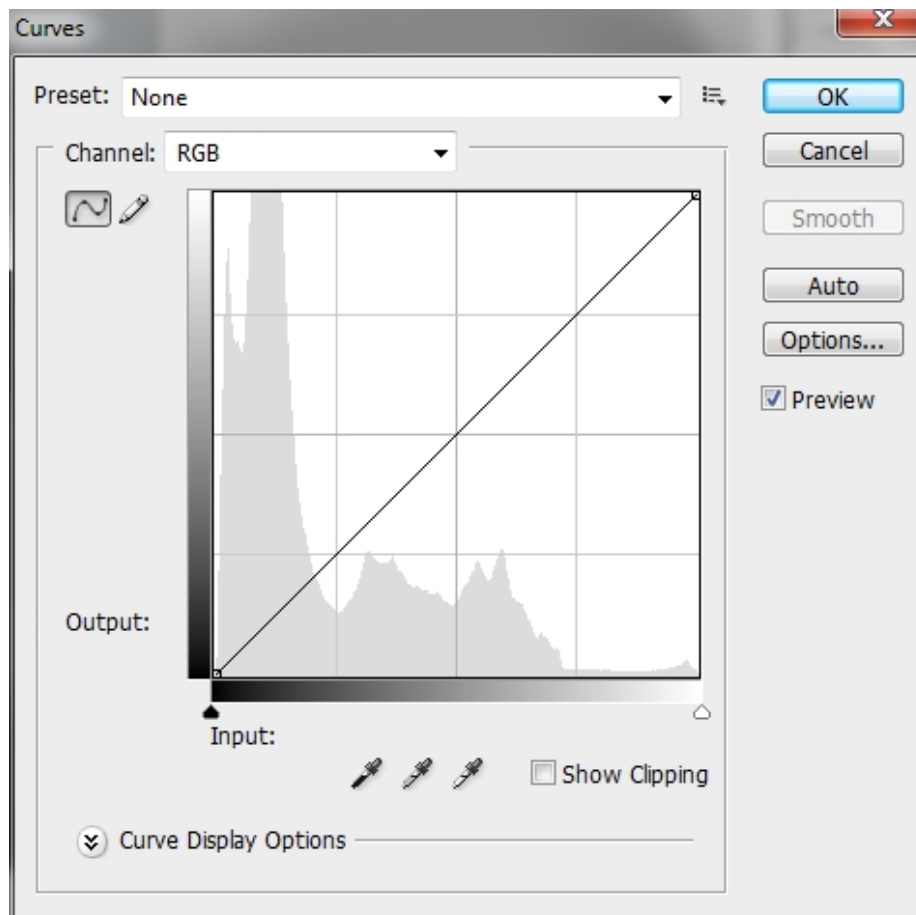 Curves
X
Preset: None
OK
Channel: RGB
Cancel
Smooth
Auto
Options...
Preview
Output:
Input:
Show Clipping
Curve Display Options